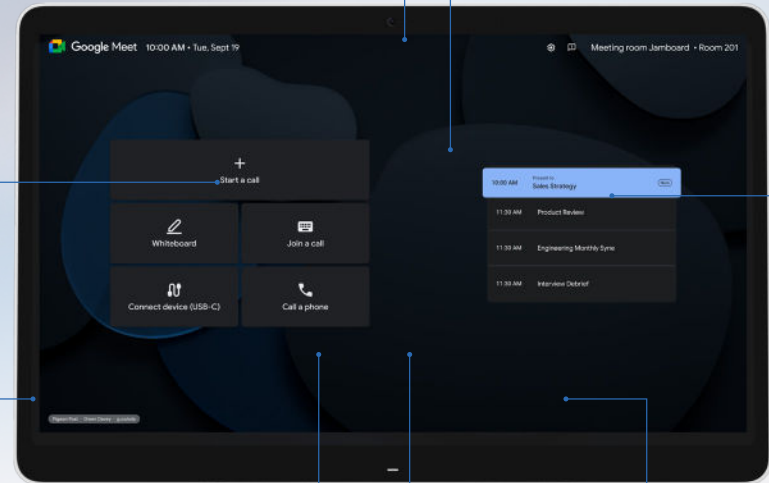 Google Meet 10:00 AM • Tue, Sept 19
Meeting room Jamboard • Room 201
Start a call
Whiteboard
Join a call
Connect device (USB-C)
Call a phone
10:00 AM
Sales Strategy
11:30 AM Product Review
11:30 AM Engineering Monthly Sync
11:30 AM Interview Debrief